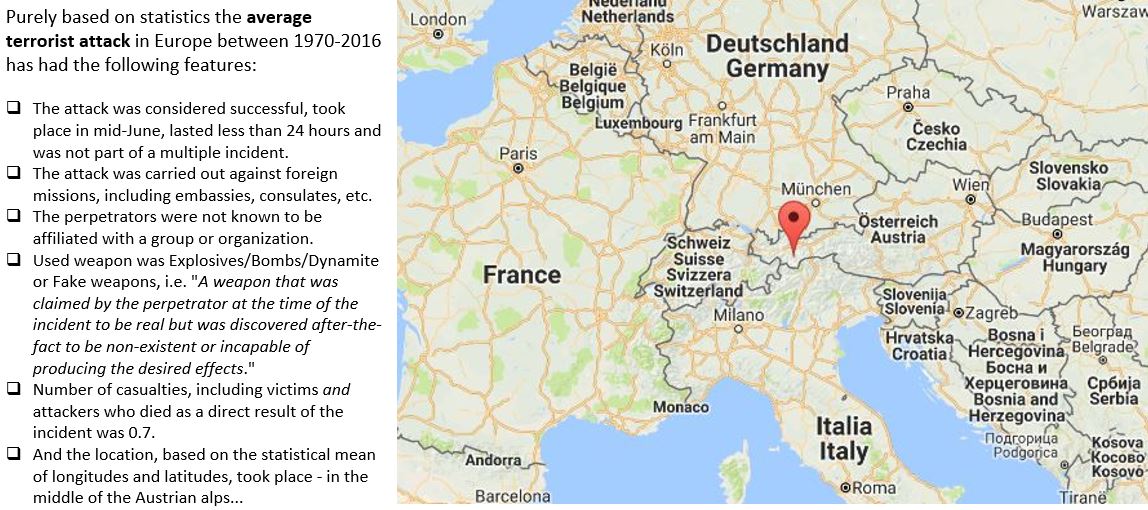 Purely based on statistics the average
terrorist attack in Europe between 1970-2016
has had the following features:
❑ The attack was considered successful, took
place in mid-June, lasted less than 24 hours and
was not part of a multiple incident.
❑ The attack was carried out against foreign
missions, including embassies, consulates, etc.
❑ The perpetrators were not known to be
affiliated with a group or organization.
❑ Used weapon was Explosives/Bombs/Dynamite
or Fake weapons, i.e. "A weapon that was
claimed by the perpetrator at the time of the
incident to be real but was discovered after-the-
fact to be non-existent or incapable of
producing the desired effects."
❑ Number of casualties, including victims and
attackers who died as a direct result of the
incident was 0.7.
❑ And the location, based on the statistical mean
of longitudes and latitudes, took place - in the
middle of the Austrian alps...
London
Nederland
Netherlands
Warszaw
Köln
Deutschland
Germany
België
Belgique
Belgium
Luxembourg
Frankfurt
am Main
Praha
Česko
Czechia
Paris
Slovensko
Slovakia
München
Wien
Österreich
Austria
Budapest
Magyarország
Hungary
Schweiz
Suisse
Svizzera
Switzerland
France
Milano
Slovenija
Slovenia
Zagreb
Hrvatska
Croatia
Bosna i
Hercegovina
Босна и
Херцеговина
Bosnia and
Herzegovina
Београд
Belgrade
Србија
Serbia
Monaco
Italia
Italy
Подгорица
Podgorica
Kosova
Косово
Kosovo
Andorra
Barcelona
Roma
Tiranë